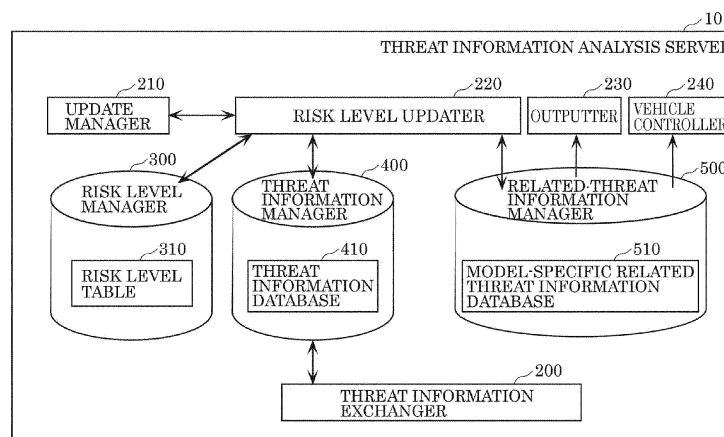 10
THREAT INFORMATION ANALYSIS SERVER
210
UPDATE
MANAGER
220
RISK LEVEL UPDATER
230
OUTPUTTER
240
VEHICLE
CONTROLLER
300
RISK LEVEL
MANAGER
310
RISK LEVEL
TABLE
400
THREAT
INFORMATION
MANAGER
410
THREAT
INFORMATION
DATABASE
500
RELATED-THREAT
INFORMATION
MANAGER
510
MODEL-SPECIFIC RELATED
THREAT INFORMATION
DATABASE
200
THREAT INFORMATION
EXCHANGER